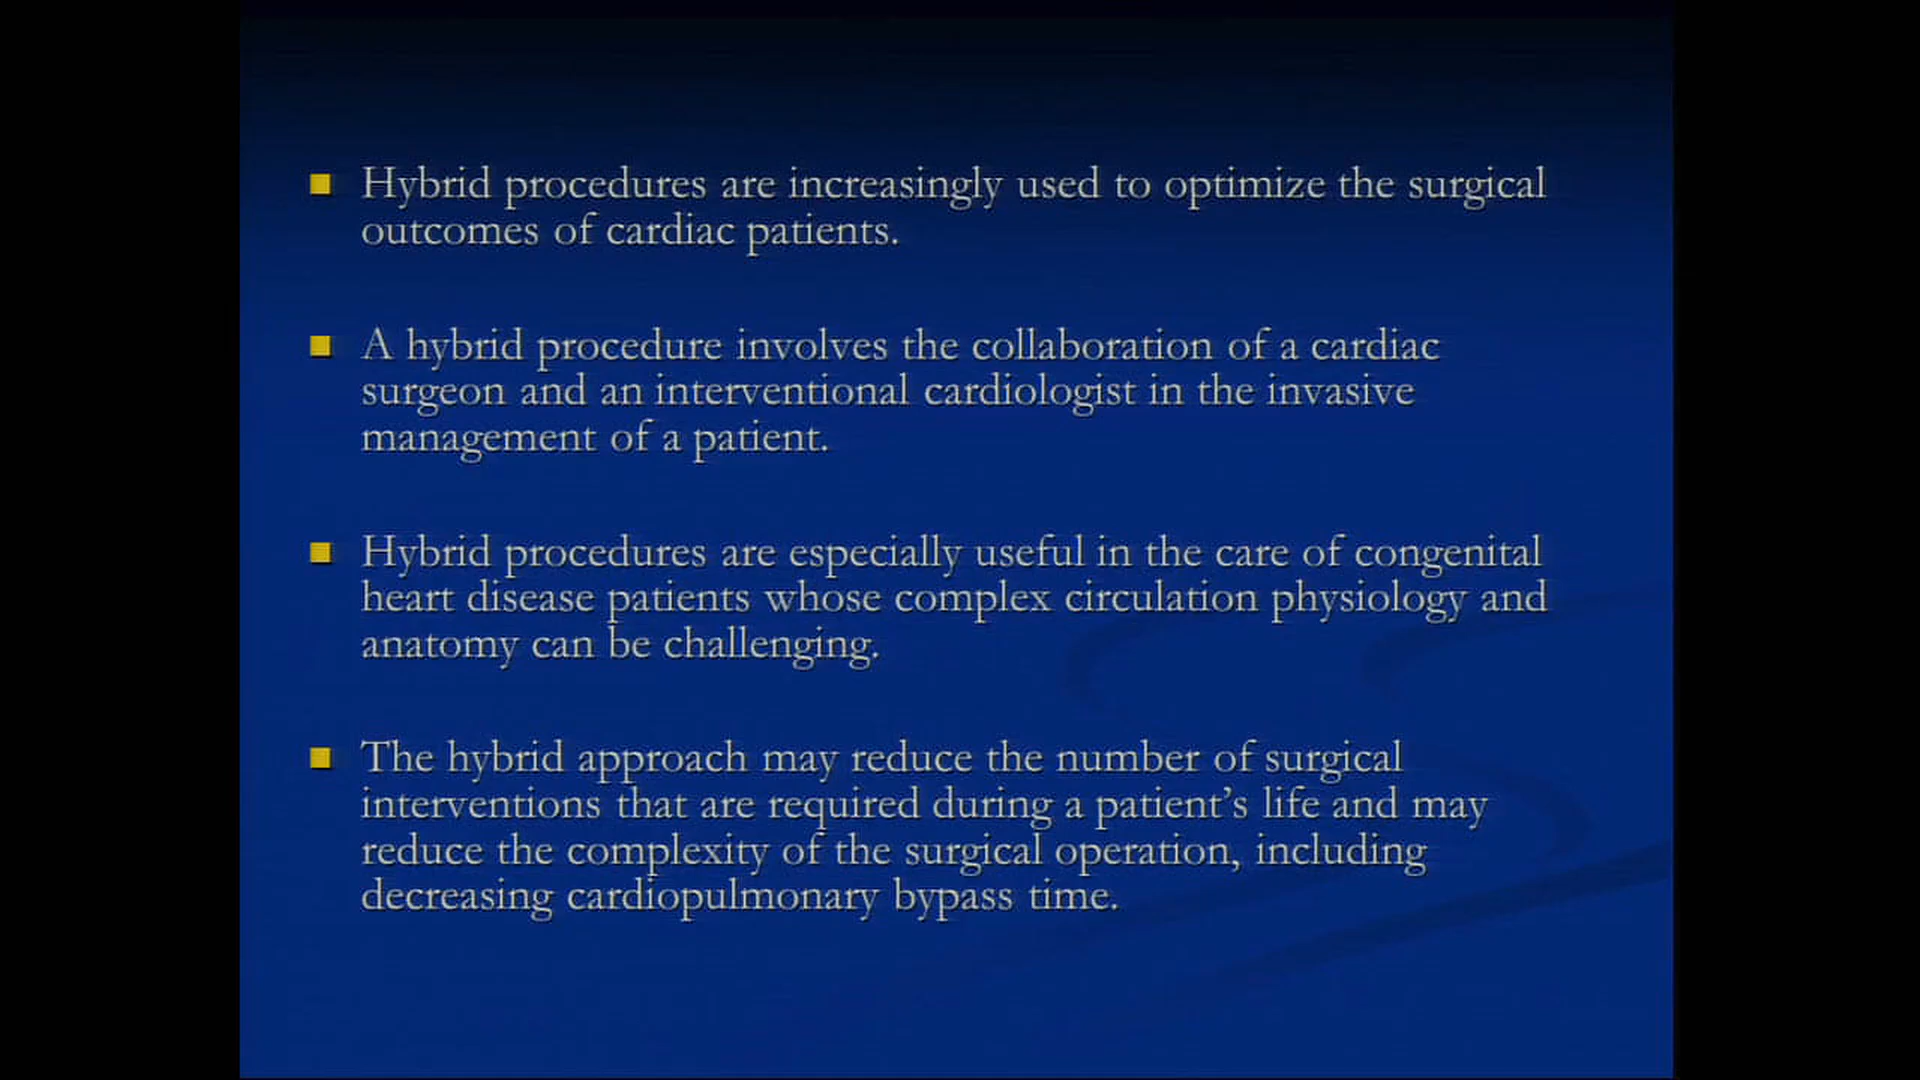 Hybrid procedures are increasingly used to optimize the surgical
outcomes of cardiac patients.
A hybrid procedure involves the collaboration of a cardiac
surgeon and an interventional cardiologist in the invasive
management of a patient.
Hybrid procedures are especially useful in the care of congenital
heart disease patients whose complex circulation physiology and
anatomy can be challenging.
The hybrid approach may reduce the number of surgical
interventions that are required during a patient’s life and may
reduce the complexity of the surgical operation, including
decreasing cardiopulmonary bypass time.